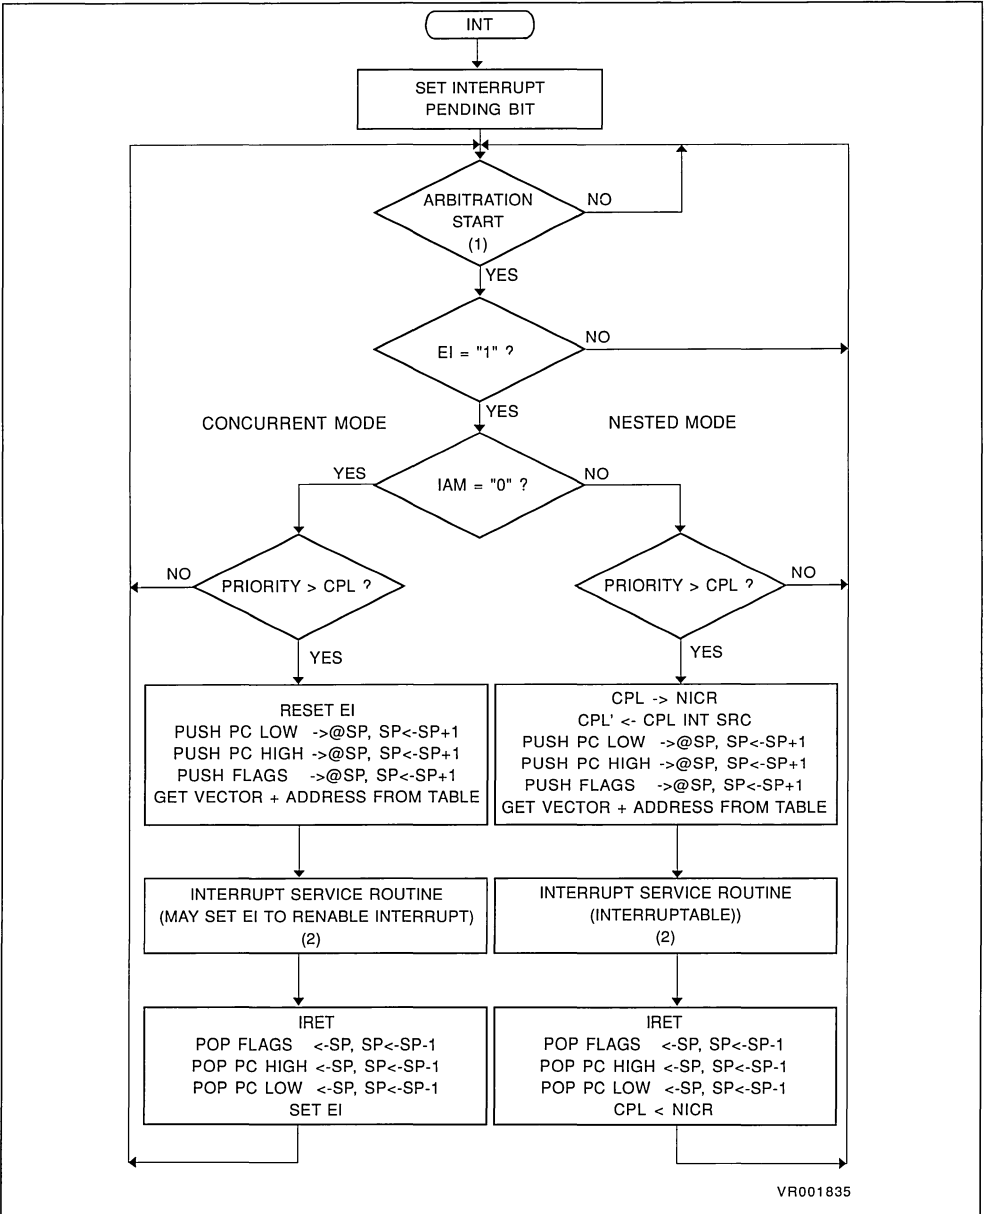 INT
SET INTERRUPT
PENDING BIT
ARBITRATION
START
(1)
NO
YES
EI = "1" ?
NO
YES
CONCURRENT MODE
NESTED MODE
YES
IAM = "0" ?
NO
NO
PRIORITY > CPL ?
PRIORITY > CPL ?
NO
YES
YES
RESET EI
PUSH PC LOW ->@SP, SP<-SP+1
PUSH PC HIGH ->@SP, SP<-SP+1
PUSH FLAGS ->@SP, SP<-SP+1
GET VECTOR + ADDRESS FROM TABLE
CPL -> NICR
CPL' <- CPL INT SRC
PUSH PC LOW ->@SP, SP<-SP+1
PUSH PC HIGH ->@SP, SP<-SP+1
PUSH FLAGS ->@SP, SP<-SP+1
GET VECTOR + ADDRESS FROM TABLE
INTERRUPT SERVICE ROUTINE
(MAY SET EI TO RENABLE INTERRUPT)
(2)
INTERRUPT SERVICE ROUTINE
(INTERRUPTABLE))
(2)
IRET
POP FLAGS <-SP, SP<-SP-1
POP PC HIGH <-SP, SP<-SP-1
POP PC LOW <-SP, SP<-SP-1
SET EI
IRET
POP FLAGS <-SP, SP<-SP-1
POP PC HIGH <-SP, SP<-SP-1
POP PC LOW <-SP, SP<-SP-1
CPL < NICR
VR001835